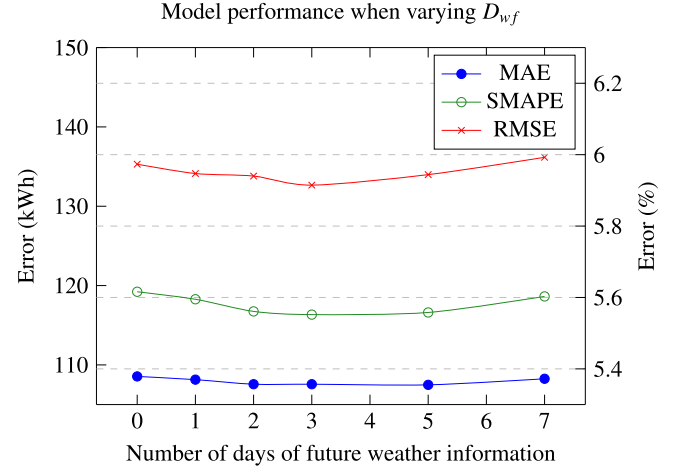 Model performance when varying D_wf
150
140
130
120
110
Error (kWh)
6.2
6
5.8
5.6
5.4
Error (%)
MAE
SMAPE
RMSE
0 1 2 3 4 5 6 7
Number of days of future weather information